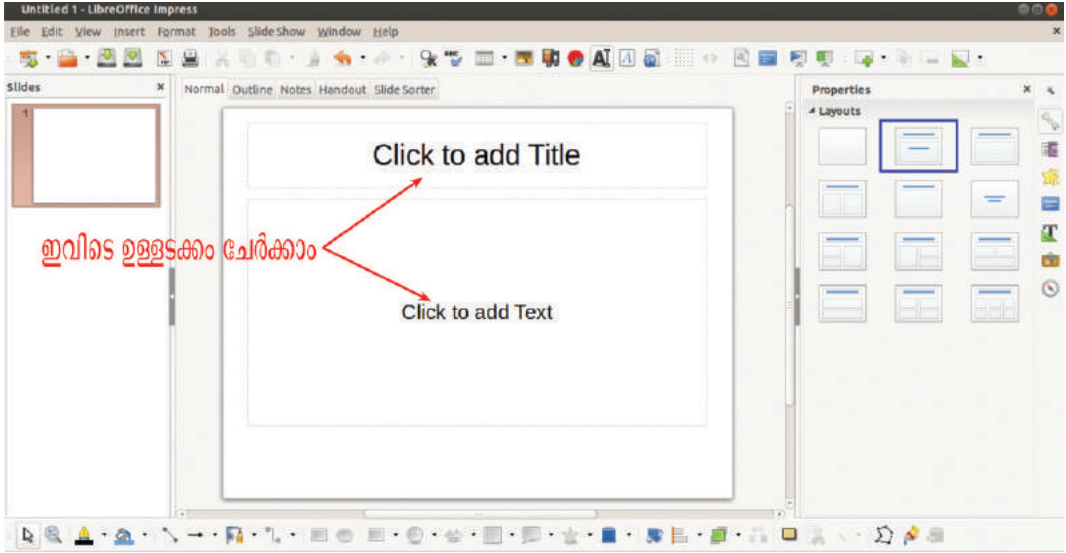 Untitled 1 - LibreOffice Impress
File Edit View Insert Format Tools Slide Show Window Help
Slides
Normal Outline Notes Handout Slide Sorter
Properties
Layouts
1
Click to add Title
ഇവിടെ ഉള്ളടക്കം ചേർക്കാം
Click to add Text